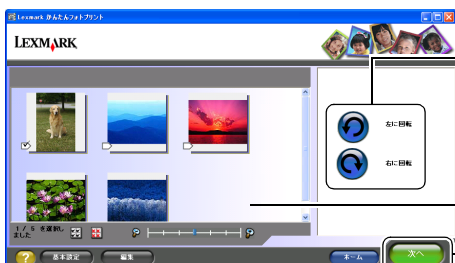 Lexmark かんたんフォトプリント
LEXMARK
左に回転
右に回転
1 / 5 を選択し
ました
?
基本設定
編集
ホーム
次へ